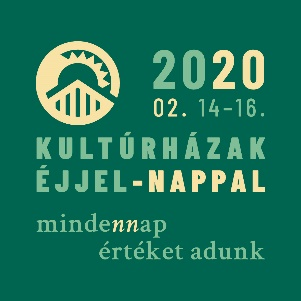 2020
02. 14-16.
KULTÚRHÁZAK
ÉJJEL-NAPPAL
mindennap
értéket adunk